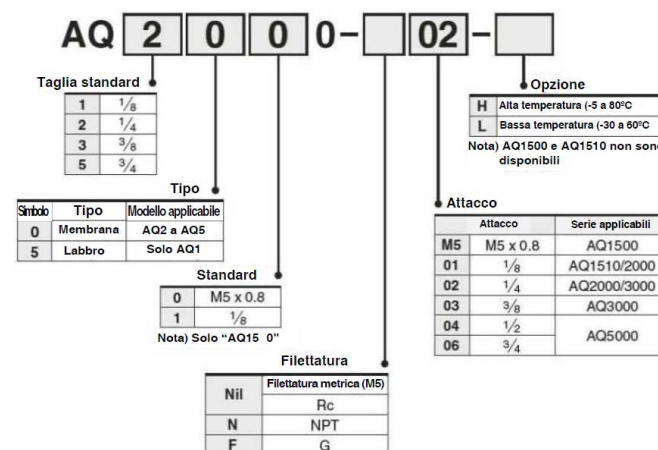 AQ 2 0 0 0- 02 -
Taglia standard
1 1/8
2 1/4
3 3/8
5 3/4
Tipo
Simbolo Tipo Modello applicabile
0 Membrana AQ2 a AQ5
5 Labbro Solo AQ1
Standard
0 M5 x 0.8
1 1/8
Nota) Solo "AQ15 0"
Filettatura
Nil Filettatura metrica (M5)
Rc
N NPT
F G
Opzione
H Alta temperatura (-5 a 80ºC
L Bassa temperatura (-30 a 60ºC
Nota) AQ1500 e AQ1510 non sono
disponibili
Attacco
Attacco Serie applicabili
M5 M5 x 0.8 AQ1500
01 1/8 AQ1510/2000
02 1/4 AQ2000/3000
03 3/8 AQ3000
04 1/2 AQ5000
06 3/4